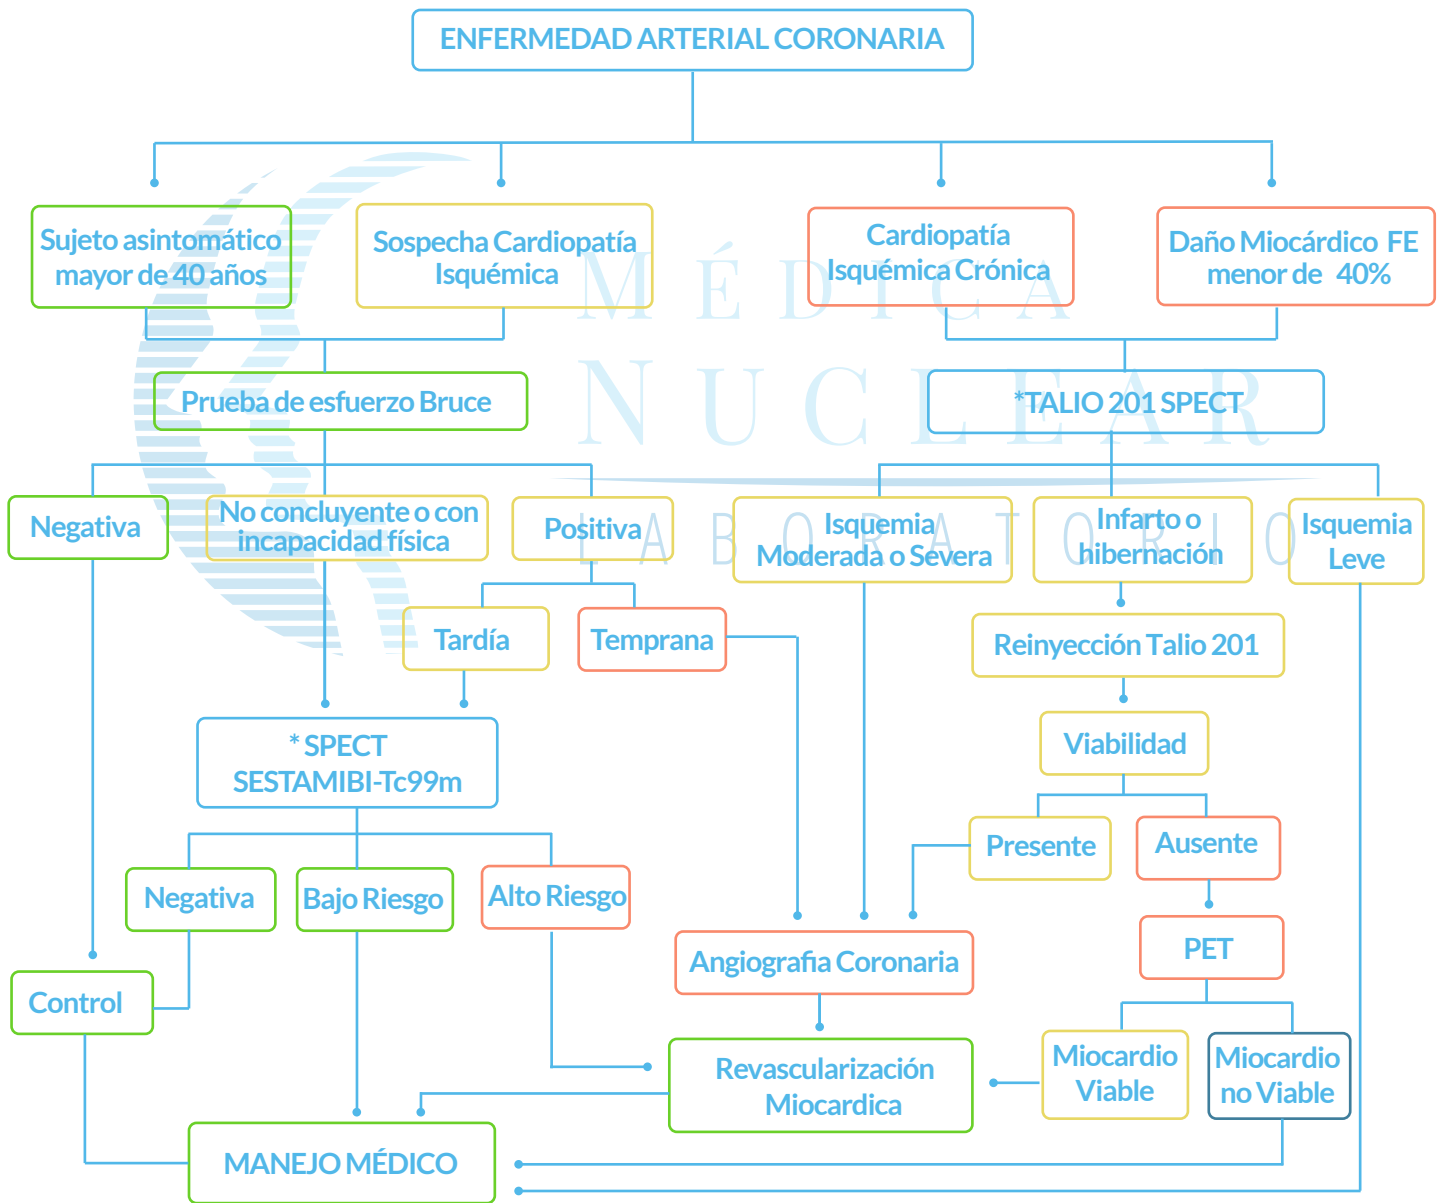 ENFERMEDAD ARTERIAL CORONARIA
Sujeto asintomático
mayor de 40 años
Sospecha Cardiopatía
Isquémica
Cardiopatía
Isquémica Crónica
Daño Miocárdico FE
menor de 40%
MÉDICA
NUCLEAR
LABORATORIO
Prueba de esfuerzo Bruce
*TALIO 201 SPECT
Negativa
No concluyente o con
incapacidad física
Positiva
Isquemia
Moderada o Severa
Infarto o
hibernación
Isquemia
Leve
Tardía
Temprana
Reinyección Talio 201
* SPECT
SESTAMIBI-Tc99m
Viabilidad
Presente
Ausente
Negativa
Bajo Riesgo
Alto Riesgo
Angiografia Coronaria
PET
Control
Revascularización
Miocardica
Miocardio
Viable
Miocardio
no Viable
MANEJO MÉDICO